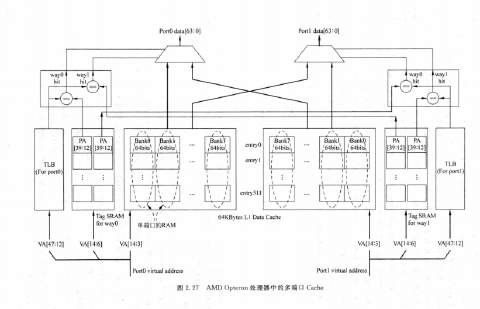 Port0 data[63:0]
Port1 data[63:0]
way0 hit
way1 hit
way0 hit
way1 hit
TLB
(For port0)
PA
[39:12]
PA
[39:12]
Bank0
64bits
Bank1
64bits
...
Bank7
64bits
entry0
entry1
entry511
Bank7
64bits
...
Bank1
64bits
Bank0
64bits
PA
[39:12]
PA
[39:12]
TLB
(For port1)
Tag SRAM
for way0
单端口的RAM
64KBytes L1 Data Cache
Tag SRAM
for way1
VA[47:12]
VA[14:6]
VA[14:3]
VA[14:3]
VA[14:6]
VA[47:12]
Port0 virtual address
Port1 virtual address
图 2.27 AMD Opteron 处理器中的多端口 Cache